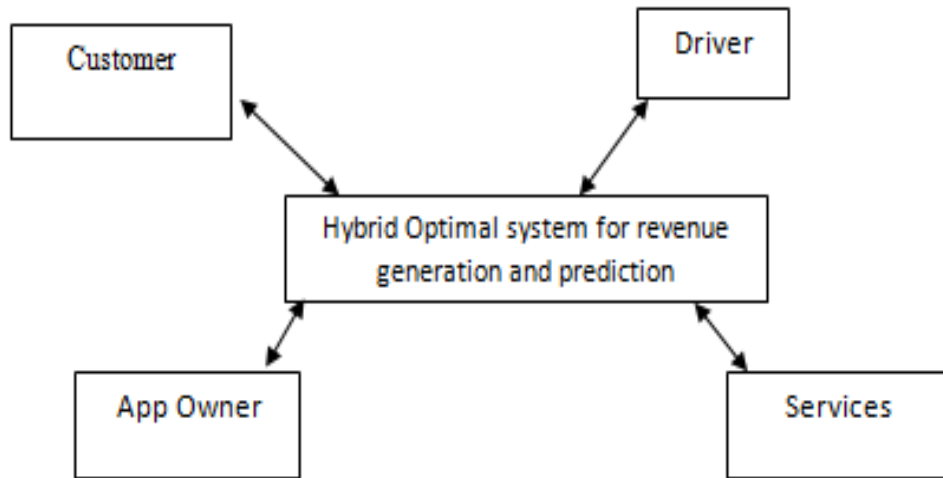 Customer
Driver
Hybrid Optimal system for revenue
generation and prediction
App Owner
Services